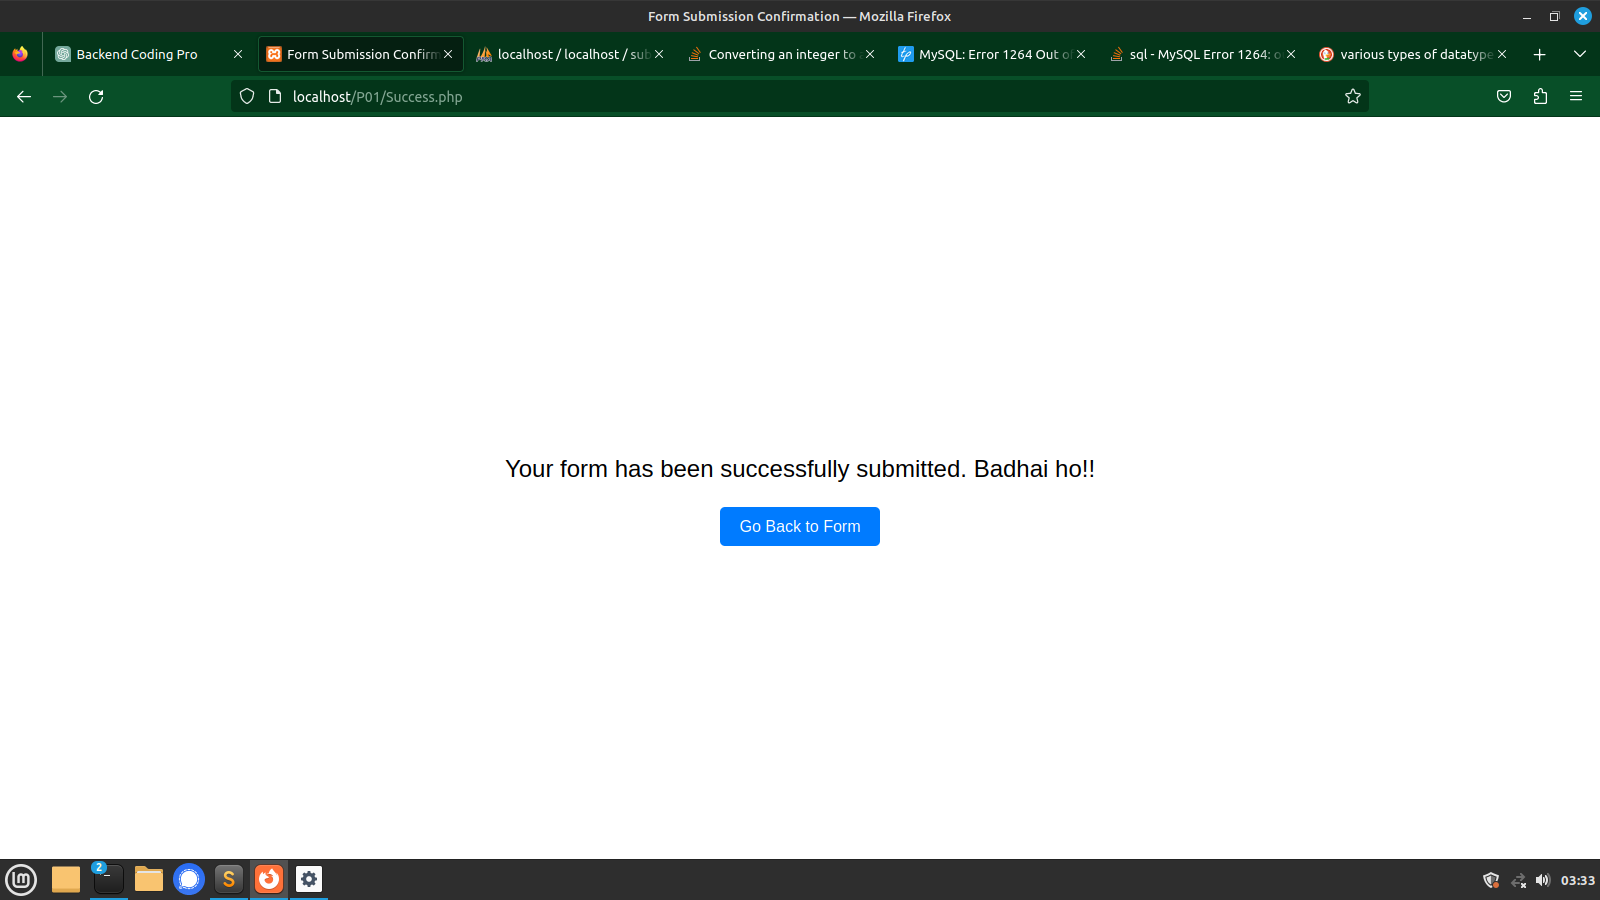 Form Submission Confirmation — Mozilla Firefox
Backend Coding Pro
Form Submission Confirm
localhost / localhost / sub
Converting an integer to
MySQL: Error 1264 Out of
sql - MySQL Error 1264: o
various types of datatype
localhost/P01/Success.php
Your form has been successfully submitted. Badhai ho!!
Go Back to Form
2
03:33